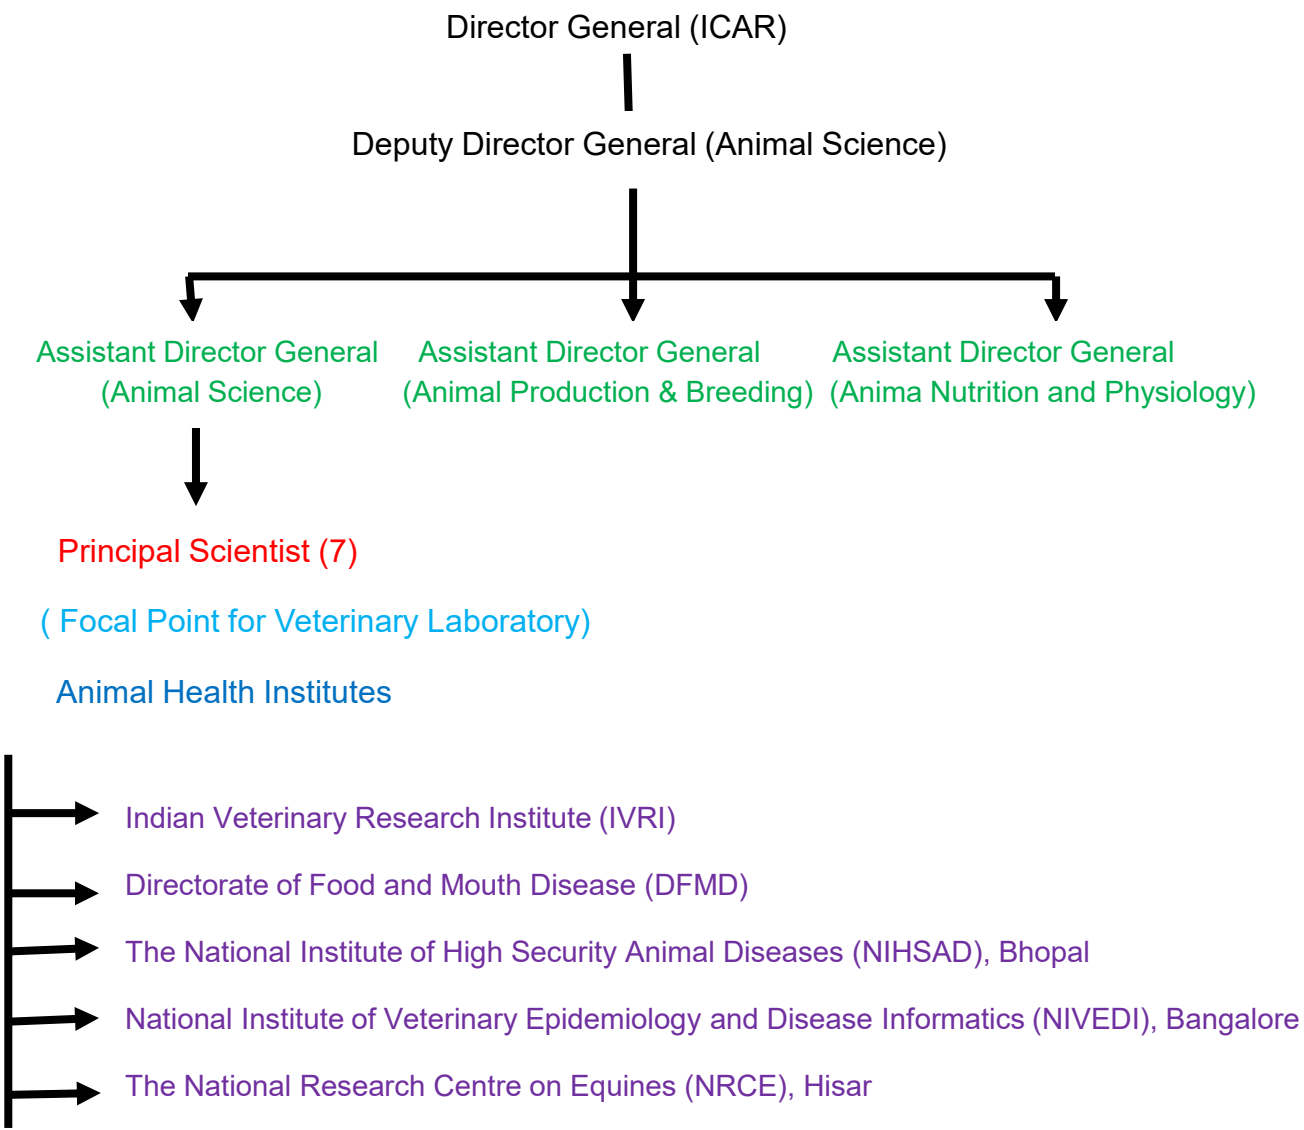 Director General (ICAR)
Deputy Director General (Animal Science)
Assistant Director General
(Animal Science)
Assistant Director General
(Animal Production & Breeding)
Assistant Director General
(Anima Nutrition and Physiology)
Principal Scientist (7)
( Focal Point for Veterinary Laboratory)
Animal Health Institutes
Indian Veterinary Research Institute (IVRI)
Directorate of Food and Mouth Disease (DFMD)
The National Institute of High Security Animal Diseases (NIHSAD), Bhopal
National Institute of Veterinary Epidemiology and Disease Informatics (NIVEDI), Bangalore
The National Research Centre on Equines (NRCE), Hisar